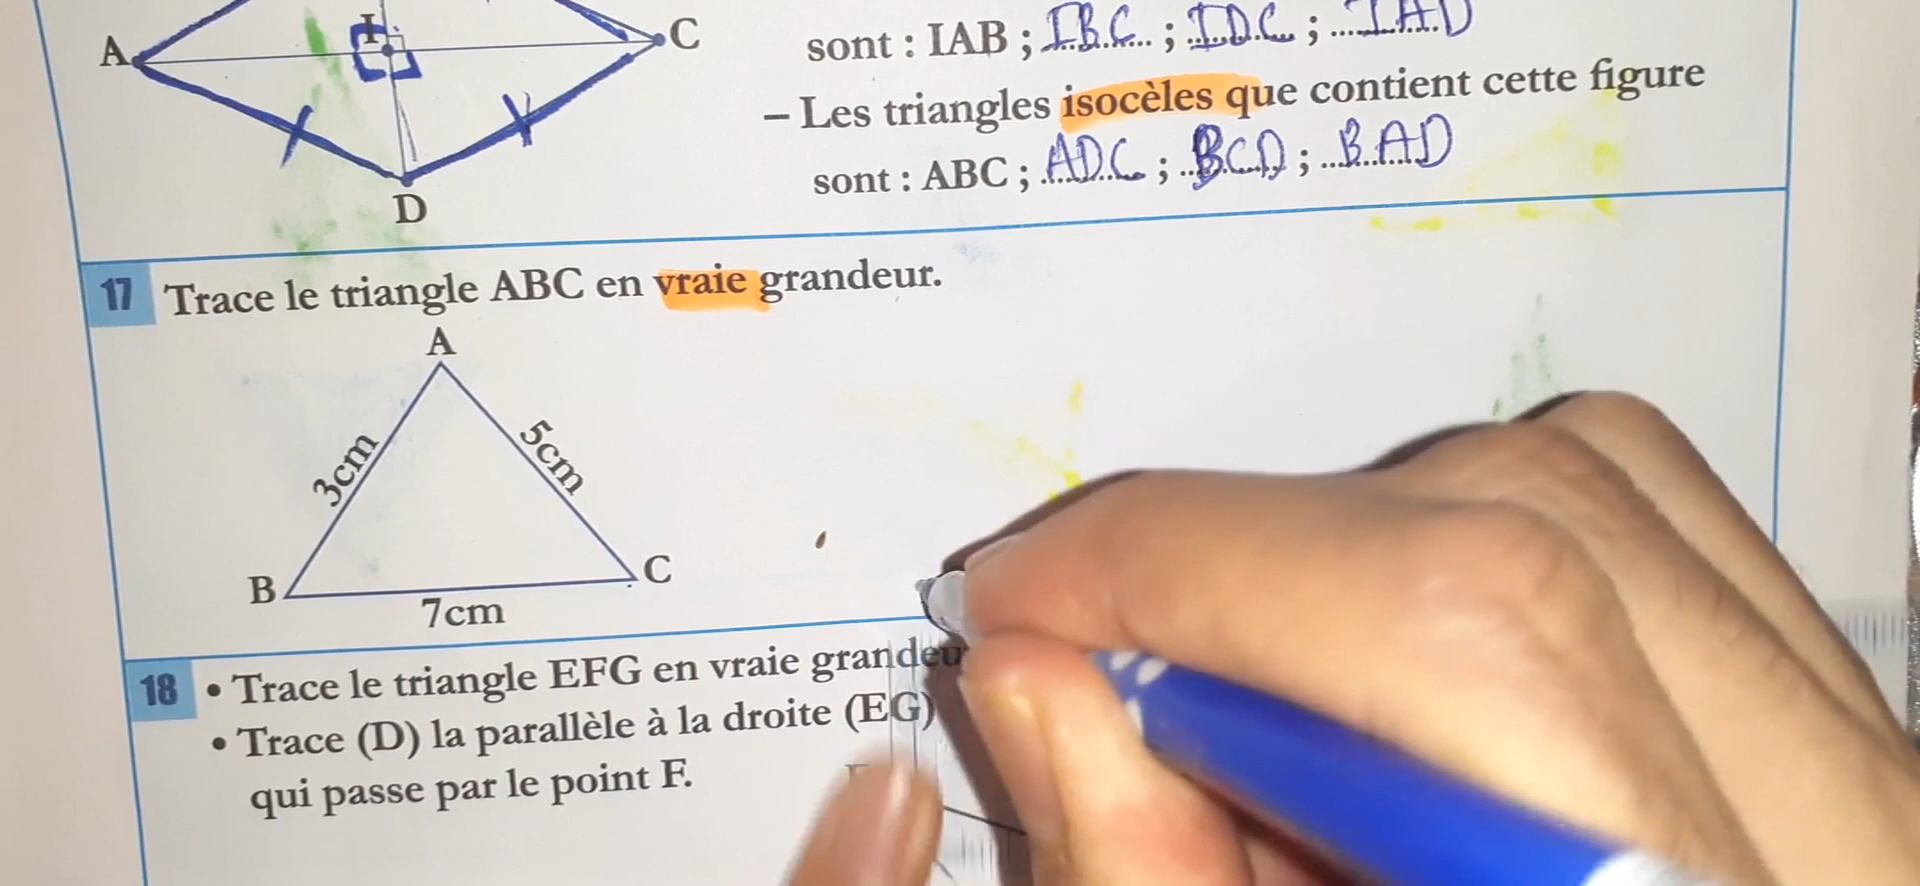 A
I
C
D
sont : IAB ; IBC ; IDC ; IAD
– Les triangles isocèles que contient cette figure
sont : ABC ; ADC ; BCD ; BAD
17 Trace le triangle ABC en vraie grandeur.
A
3cm
5cm
B
C
7cm
18 • Trace le triangle EFG en vraie grandeu
• Trace (D) la parallèle à la droite (EG)
qui passe par le point F.